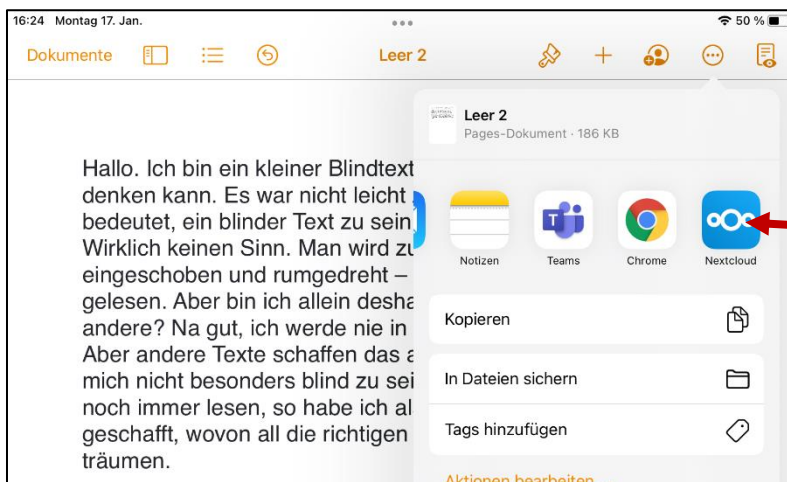 16:24 Montag 17. Jan.
50 %
Dokumente
Leer 2
Leer 2
Pages-Dokument · 186 KB
Hallo. Ich bin ein kleiner Blindtext
denken kann. Es war nicht leicht
bedeutet, ein blinder Text zu sein
Wirklich keinen Sinn. Man wird zu
eingeschoben und rumgedreht –
gelesen. Aber bin ich allein desha
andere? Na gut, ich werde nie in
Aber andere Texte schaffen das a
mich nicht besonders blind zu sei
noch immer lesen, so habe ich al
geschafft, wovon all die richtigen
träumen.
Notizen
Teams
Chrome
Nextcloud
Kopieren
In Dateien sichern
Tags hinzufügen
Aktionen bearbeiten